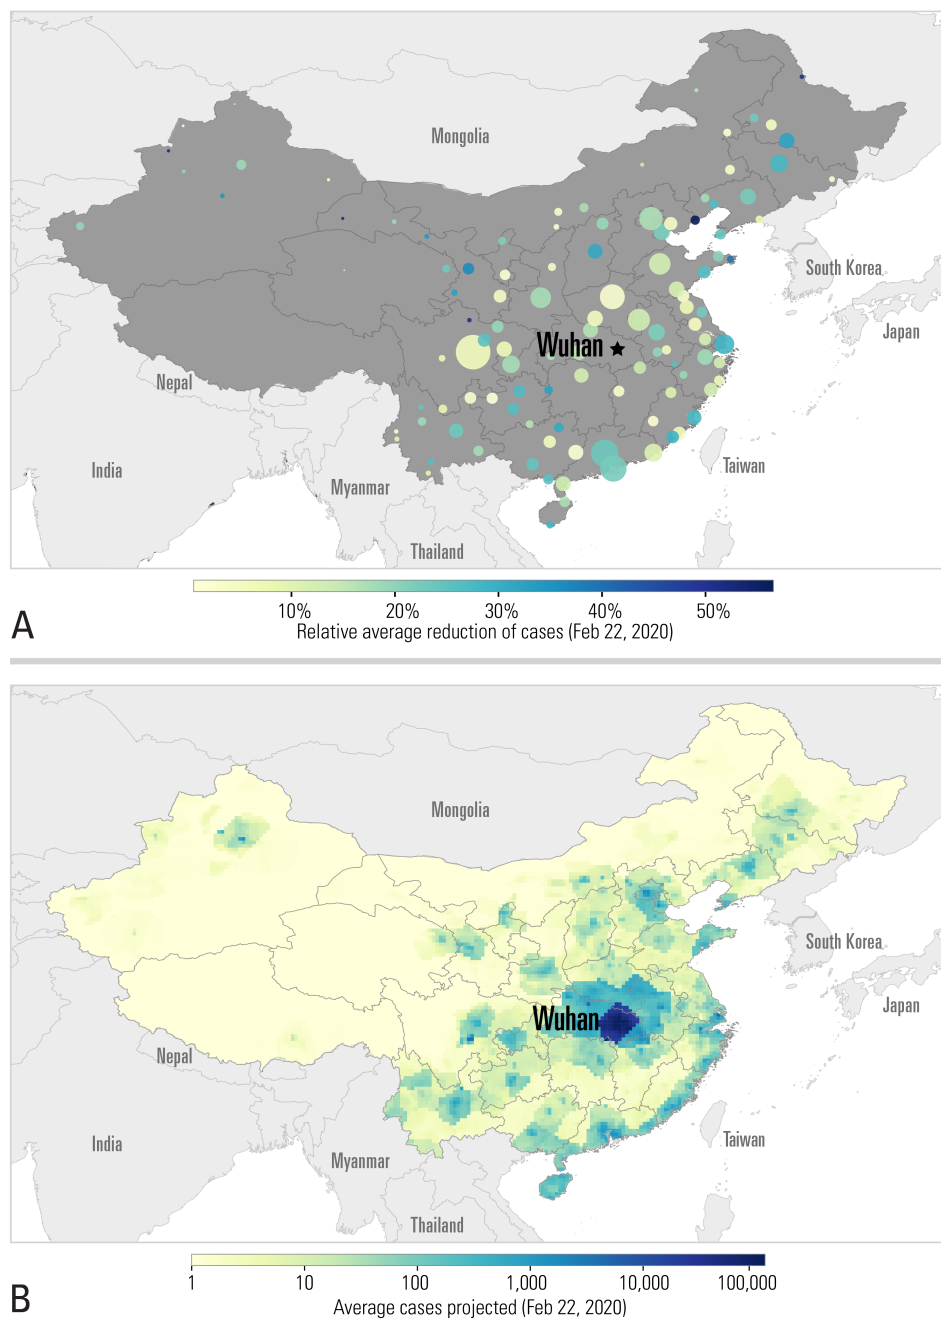 Mongolia
South Korea
Japan
Wuhan
Nepal
Taiwan
India
Myanmar
Thailand
10% 20% 30% 40% 50%
Relative average reduction of cases (Feb 22, 2020)
A
Mongolia
South Korea
Japan
Wuhan
Nepal
Taiwan
India
Myanmar
Thailand
1 10 100 1,000 10,000 100,000
Average cases projected (Feb 22, 2020)
B